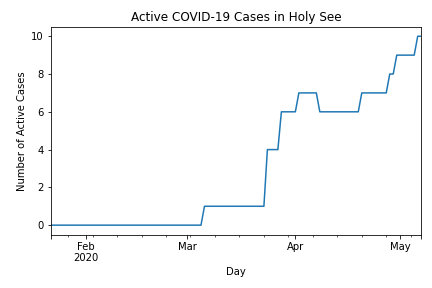 Active COVID-19 Cases in Holy See
Number of Active Cases
10
8
6
4
2
0
Feb
2020
Mar
Apr
May
Day